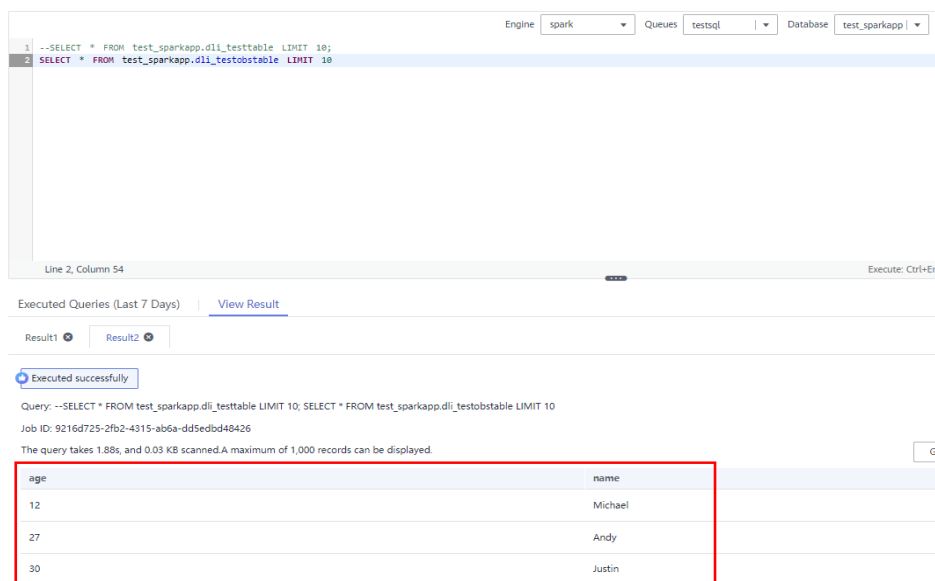 Engine spark Queues testsql Database test_sparkapp
1 --SELECT * FROM test_sparkapp.dli_testtable LIMIT 10;
2 SELECT * FROM test_sparkapp.dli_testobstable LIMIT 10
Line 2, Column 54 Execute: Ctrl+En
Executed Queries (Last 7 Days) View Result
Result1 Result2
Executed successfully
Query: --SELECT * FROM test_sparkapp.dli_testtable LIMIT 10; SELECT * FROM test_sparkapp.dli_testobstable LIMIT 10
Job ID: 9216d725-2fb2-4315-ab6a-dd5edbd48426
The query takes 1.88s, and 0.03 KB scanned.A maximum of 1,000 records can be displayed.
G
age name
12 Michael
27 Andy
30 Justin